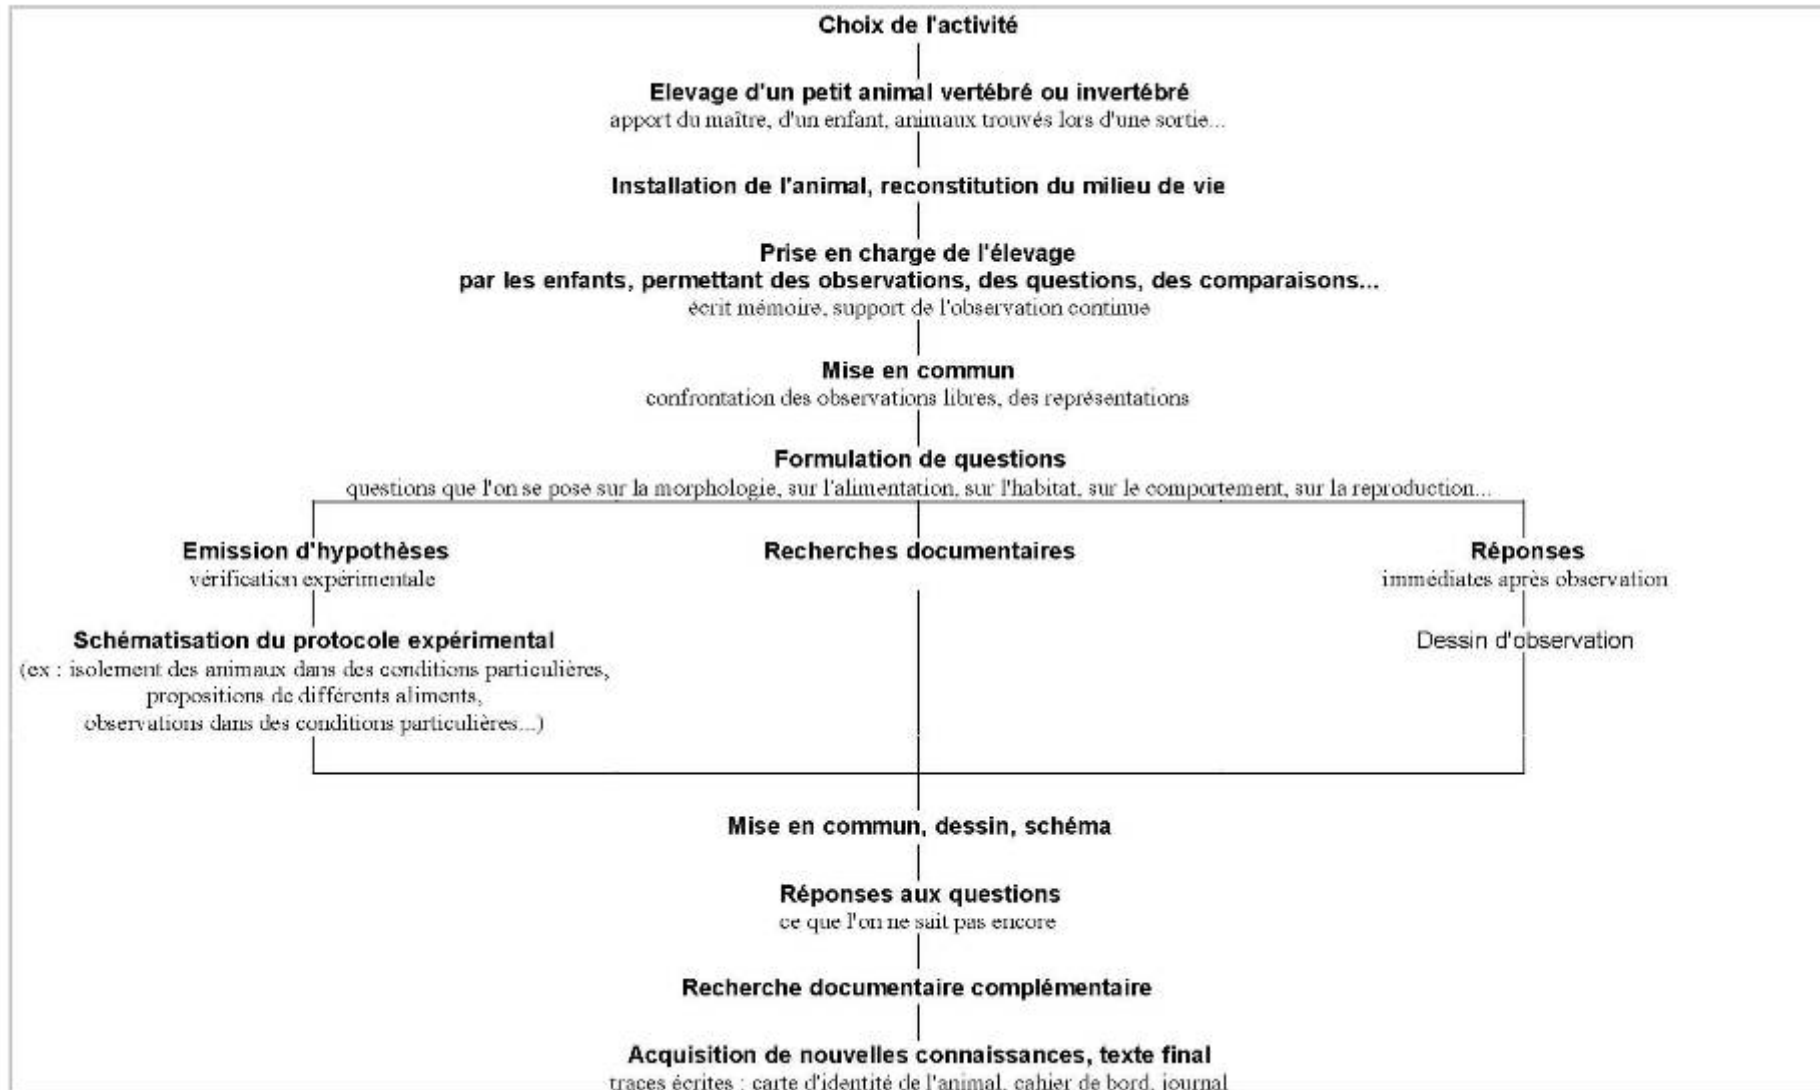 Choix de l'activité
Elevage d'un petit animal vertébré ou invertébré
apport du maître, d'un enfant, animaux trouvés lors d'une sortie...
Installation de l'animal, reconstitution du milieu de vie
Prise en charge de l'élevage
par les enfants, permettant des observations, des questions, des comparaisons...
écrit mémoire, support de l'observation continue
Mise en commun
confrontation des observations libres, des représentations
Formulation de questions
questions que l'on se pose sur la morphologie, sur l'alimentation, sur l'habitat, sur le comportement, sur la reproduction...
Emission d'hypothèses
vérification expérimentale
Schématisation du protocole expérimental
(ex : isolement des animaux dans des conditions particulières,
propositions de différents aliments,
observations dans des conditions particulières...)
Recherches documentaires
Réponses
immédiates après observation
Dessin d'observation
Mise en commun, dessin, schéma
Réponses aux questions
ce que l'on ne sait pas encore
Recherche documentaire complémentaire
Acquisition de nouvelles connaissances, texte final
traces écrites : carte d'identité de l'animal, cahier de bord, journal